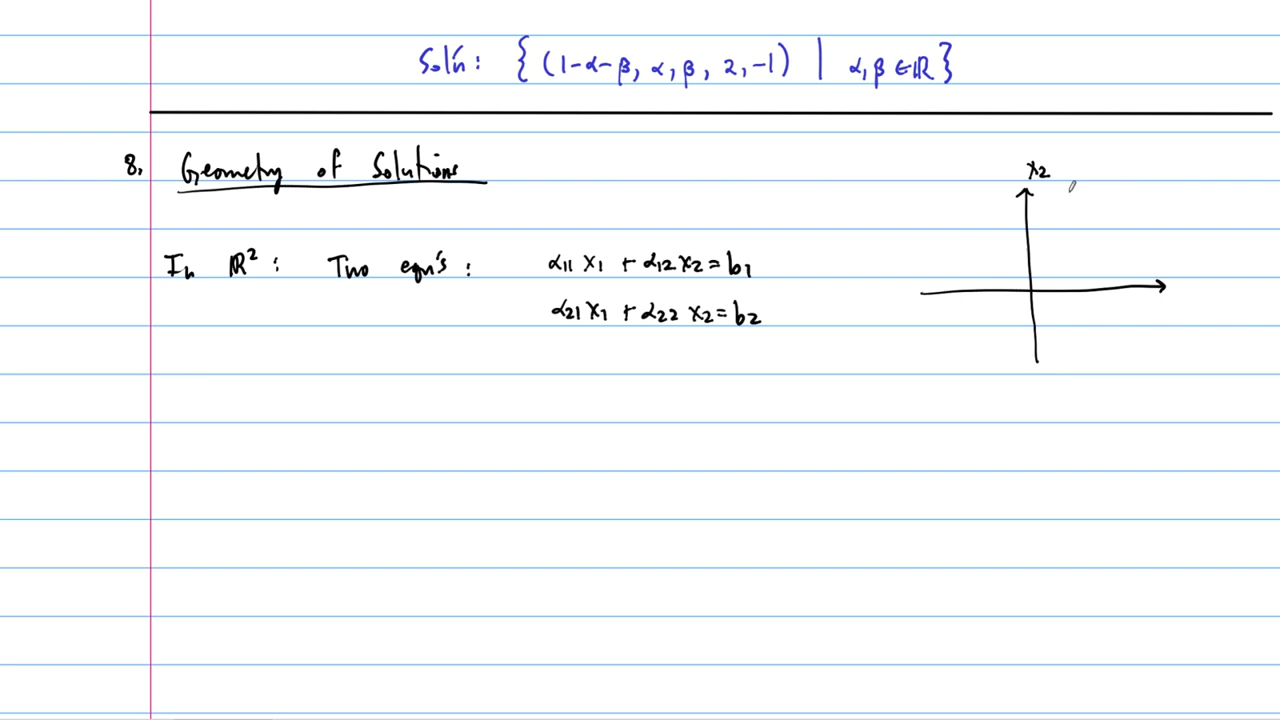 Sol'n: { (1-α-β, α, β, 2, -1) | α, β ∈ ℝ }
8. Geometry of Solutions
x2
In ℝ²: Two eqn's: α11 x1 + α12 x2 = b1
α21 x1 + α22 x2 = b2